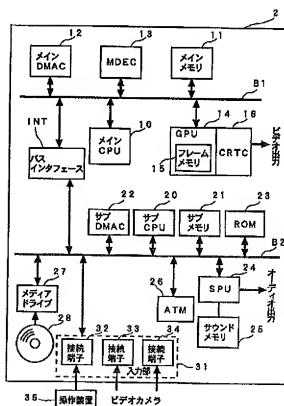 2
12
13
11
メイン
DMAC
MDEC
メイン
メモリ
B1
INT
バス
インタフェース
メイン
CPU
10
14
16
GPU
フレーム
メモリ
15
CRTC
ビデオ出力
22
20
21
23
サブ
DMAC
サブ
CPU
サブ
メモリ
ROM
B2
27
メディア
ドライブ
28
26
ATM
24
SPU
オーディオ出力
サウンド
メモリ
25
32
33
34
接続
端子
接続
端子
接続
端子
入力部
31
35
操作装置
ビデオカメラ